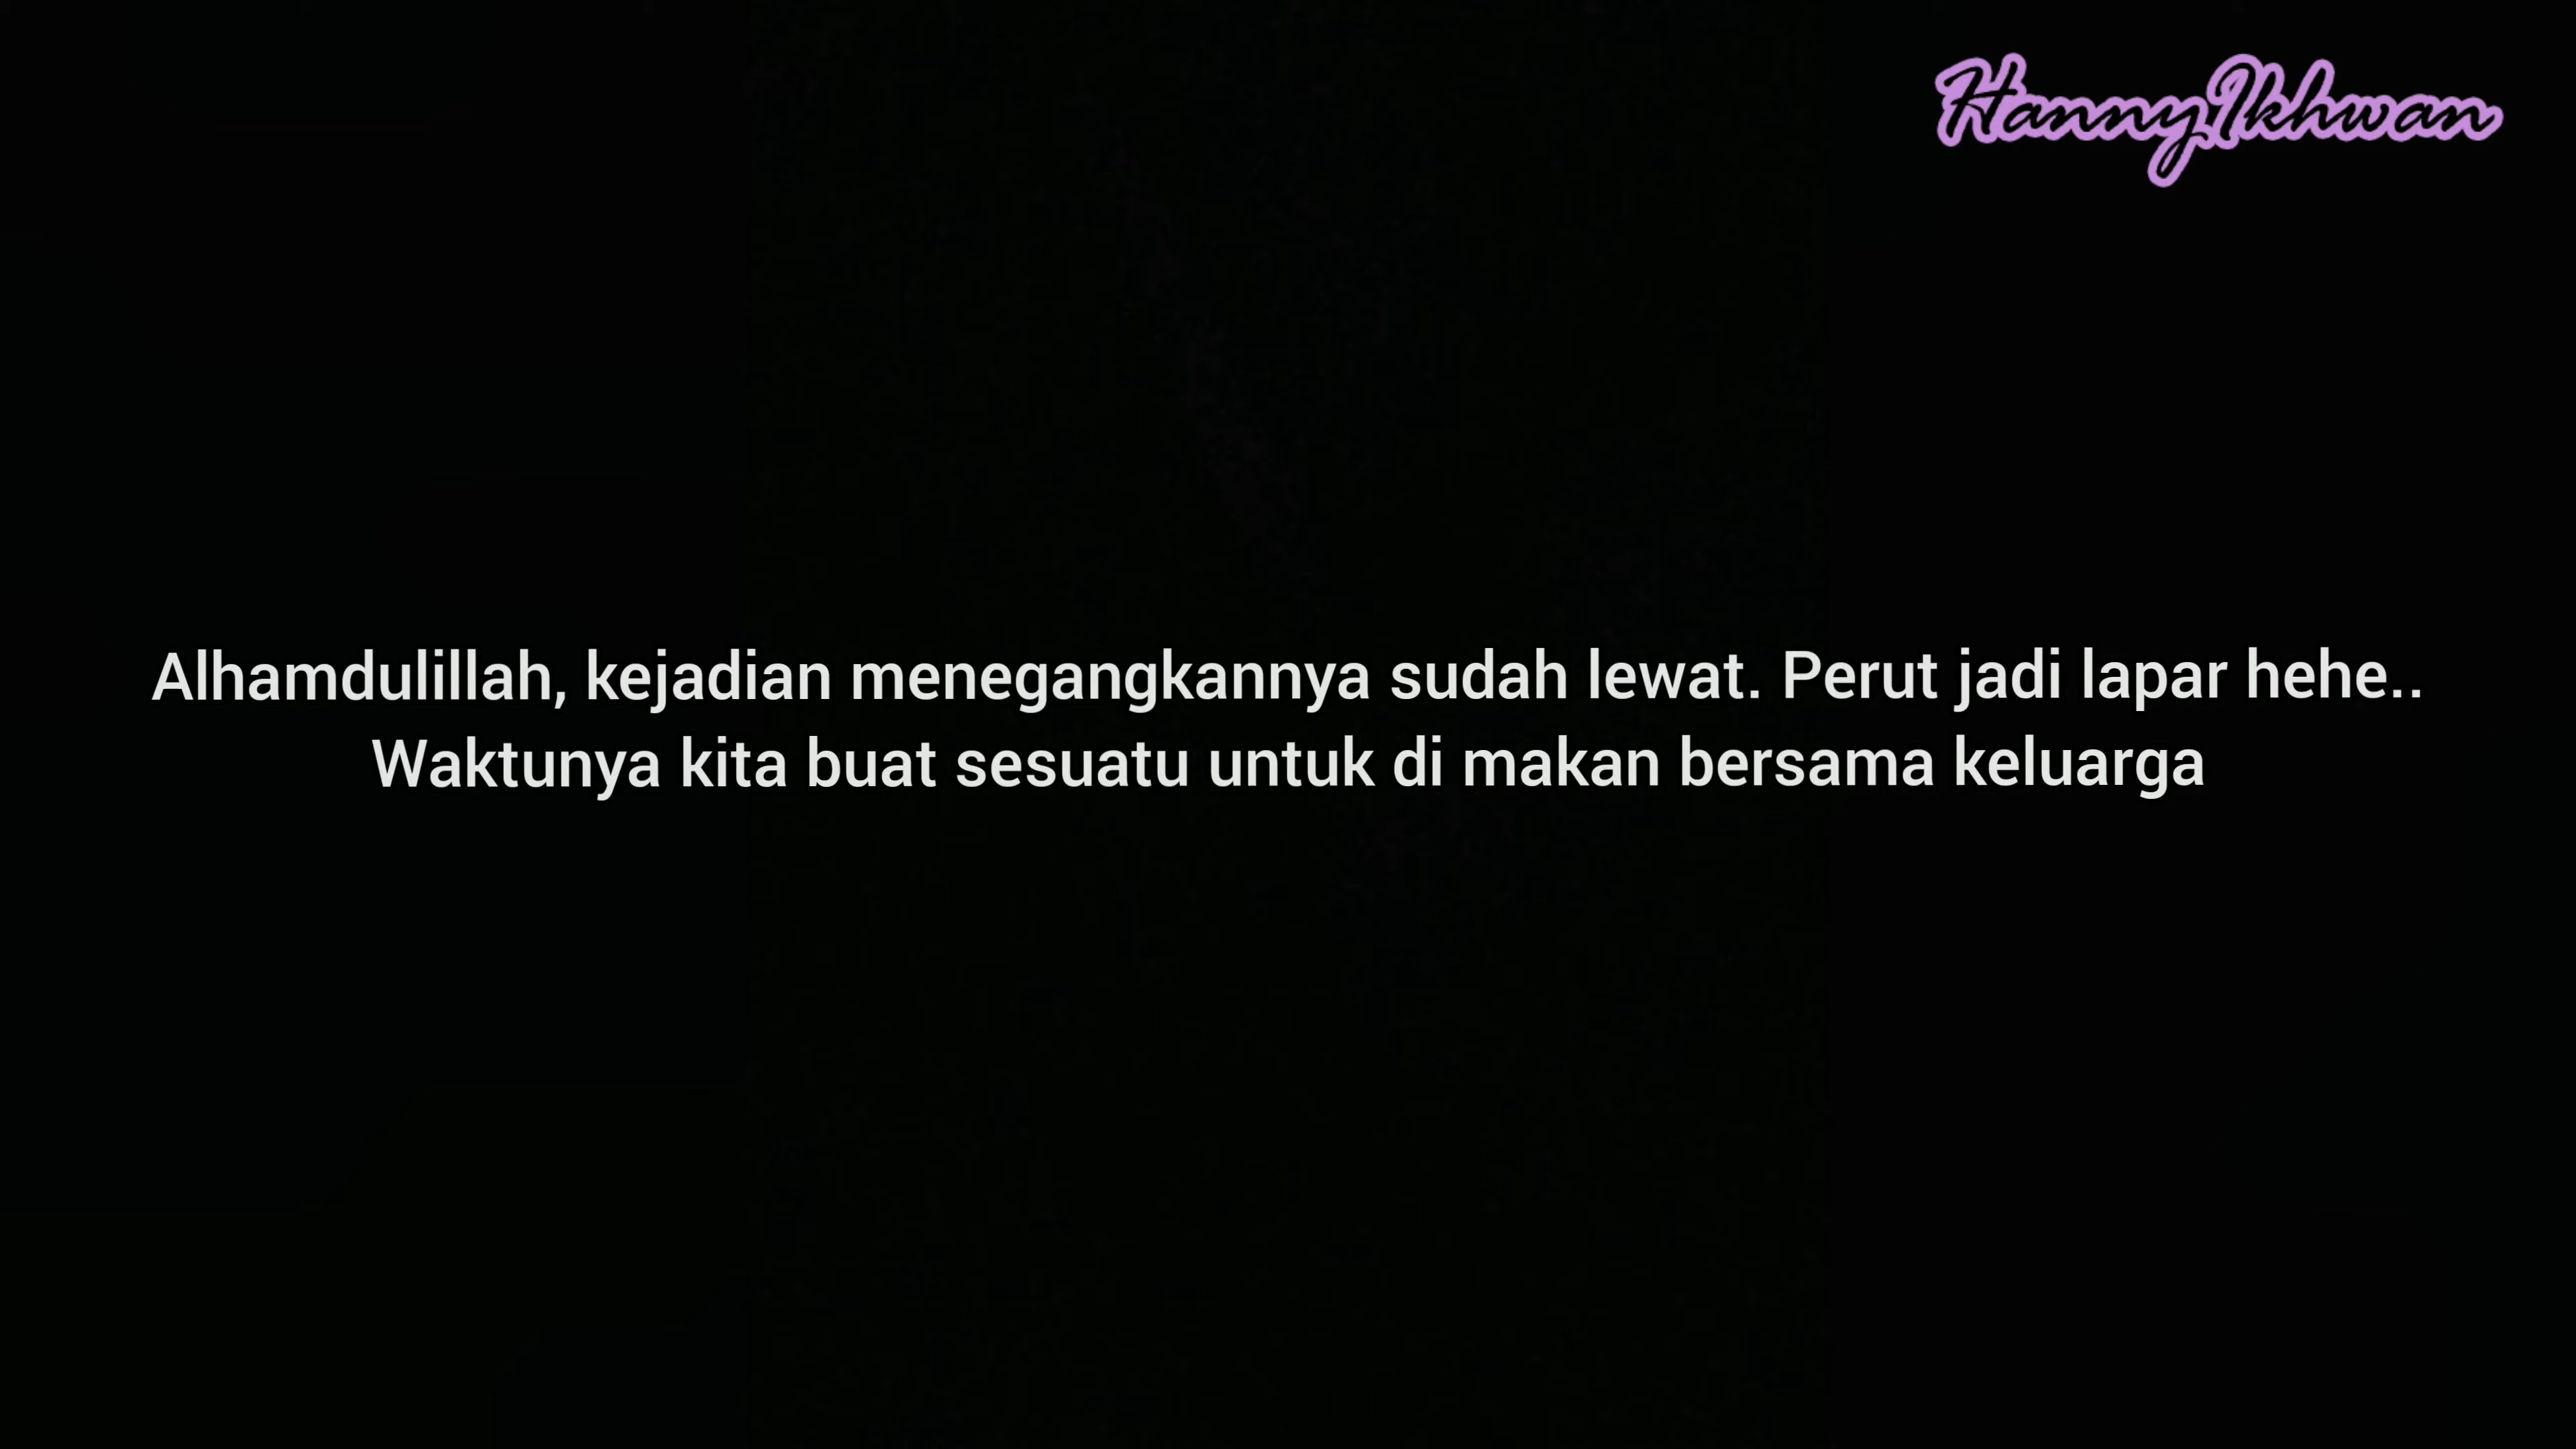 HannyIkhwan
Alhamdulillah, kejadian menegangkannya sudah lewat. Perut jadi lapar hehe..
Waktunya kita buat sesuatu untuk di makan bersama keluarga